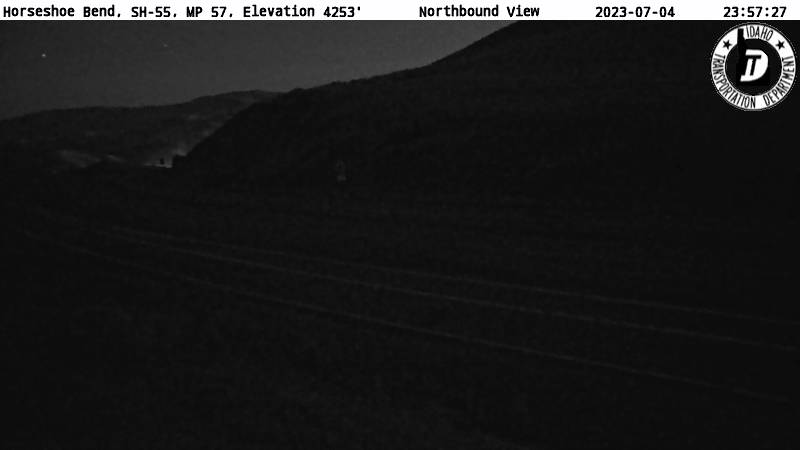 Horseshoe Bend, SH-55, MP 57, Elevation 4253' Northbound View 2023-07-04 23:57:27
IDAHO
TRANSPORTATION DEPARTMENT